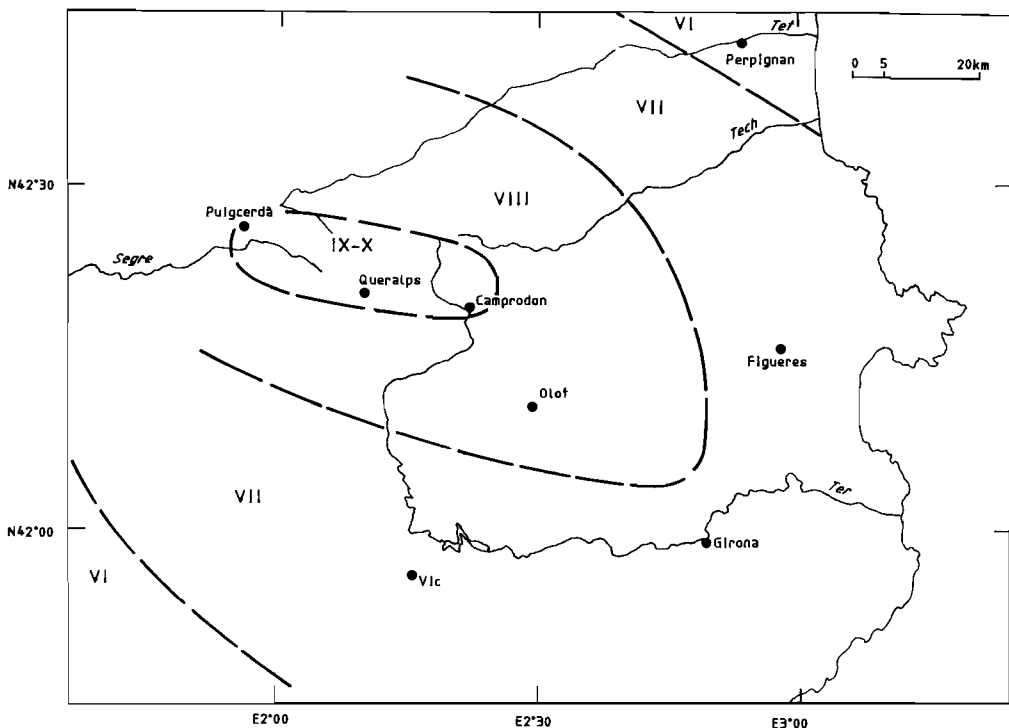 VI
Tet
Perpignan
0 5 20km
VII
Tech
N42°30
VIII
Puigcerdà
IX-X
Segre
Queralps
Camprodon
Figueres
Olot
VII
Ter
N42°00
Girona
VI
Vic
E2°00
E2°30
E3°00